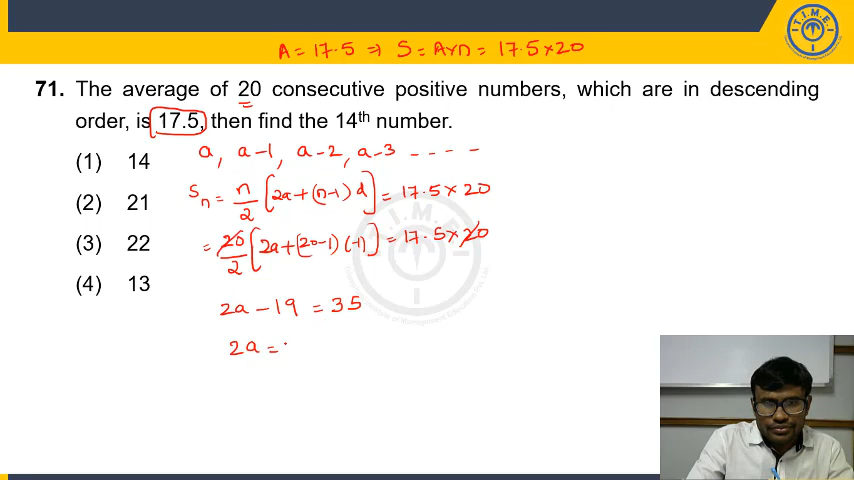 T.I.M.E.
A = 17.5 ⇒ S = A×n = 17.5×20
71. The average of 20 consecutive positive numbers, which are in descending
order, is 17.5, then find the 14th number.
a, a-1, a-2, a-3 - - - -
(1) 14
Sn = n/2 [2a+(n-1)d] = 17.5×20
(2) 21
= 20/2 [2a+(20-1)(-1)] = 17.5×20
(3) 22
(4) 13
2a - 19 = 35
2a =